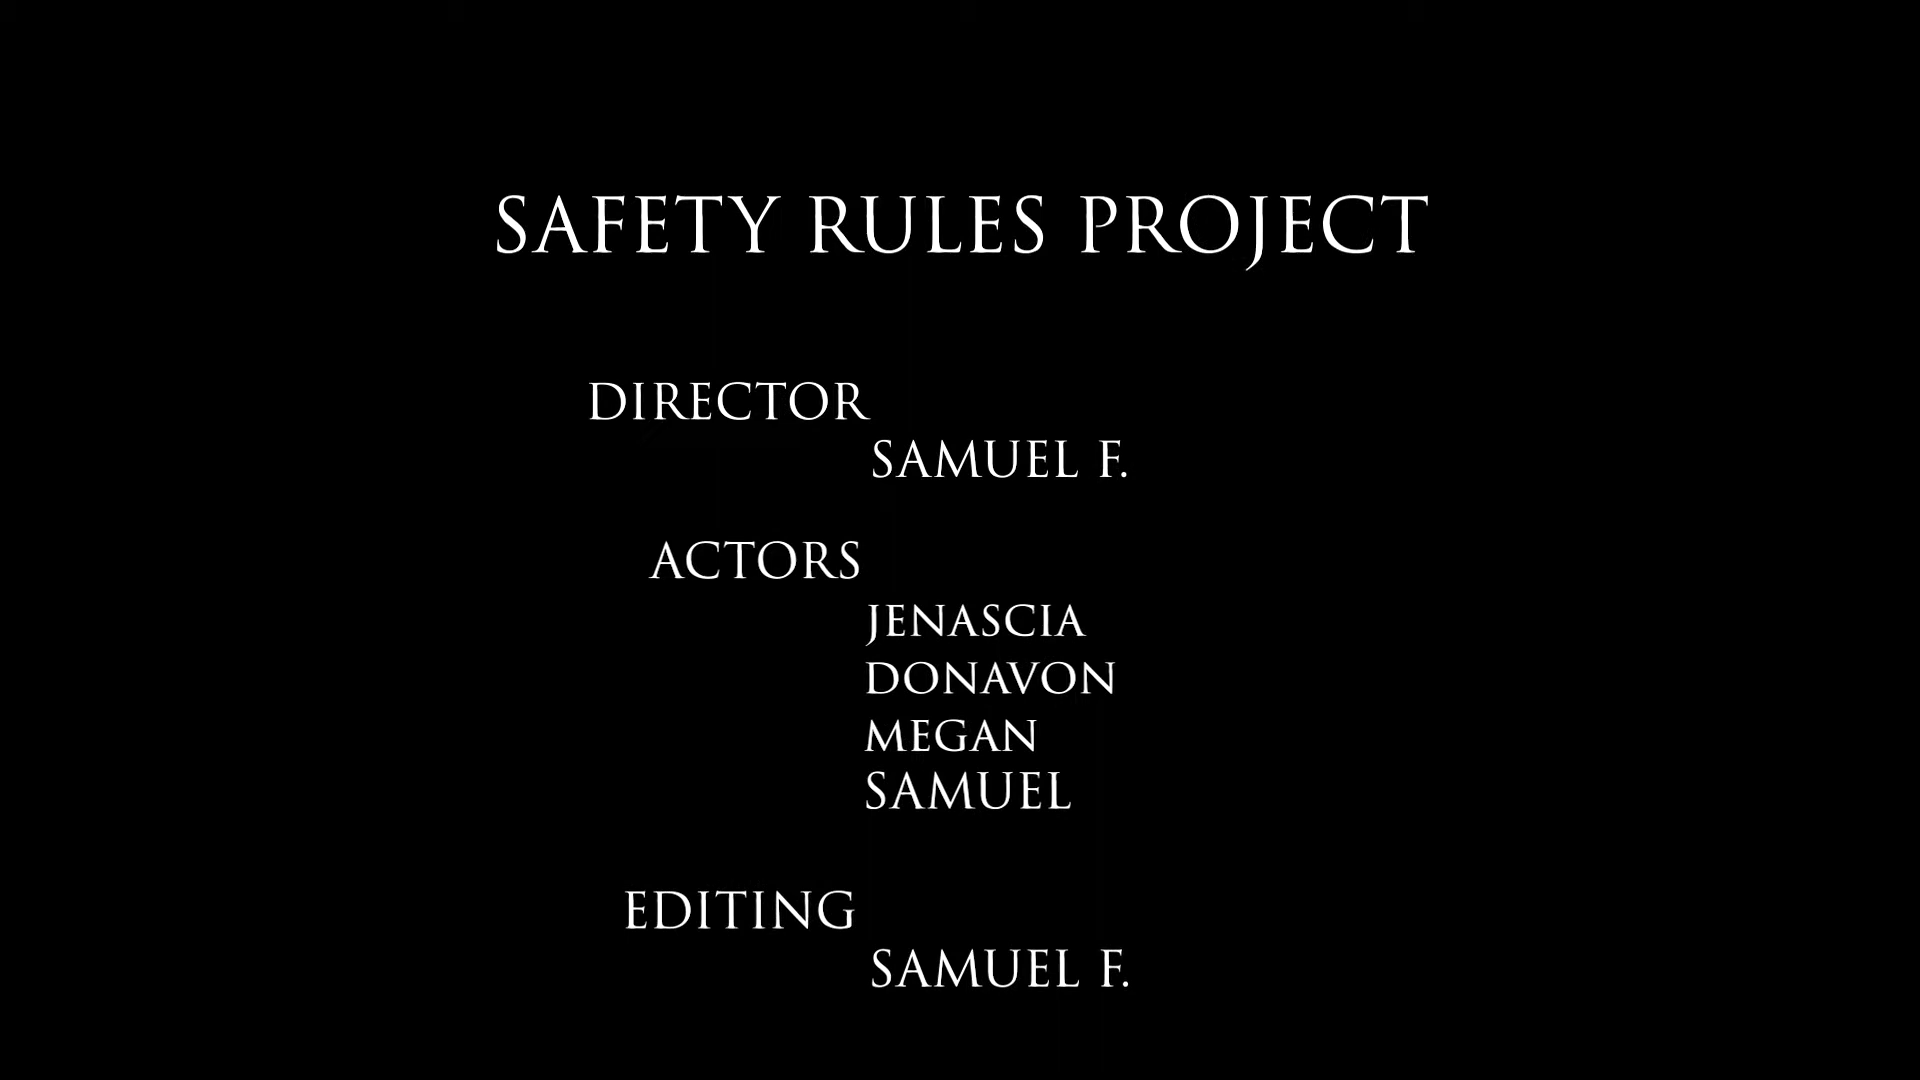 SAFETY RULES PROJECT
DIRECTOR
SAMUEL F.
ACTORS
JENASCIA
DONAVON
MEGAN
SAMUEL
EDITING
SAMUEL F.